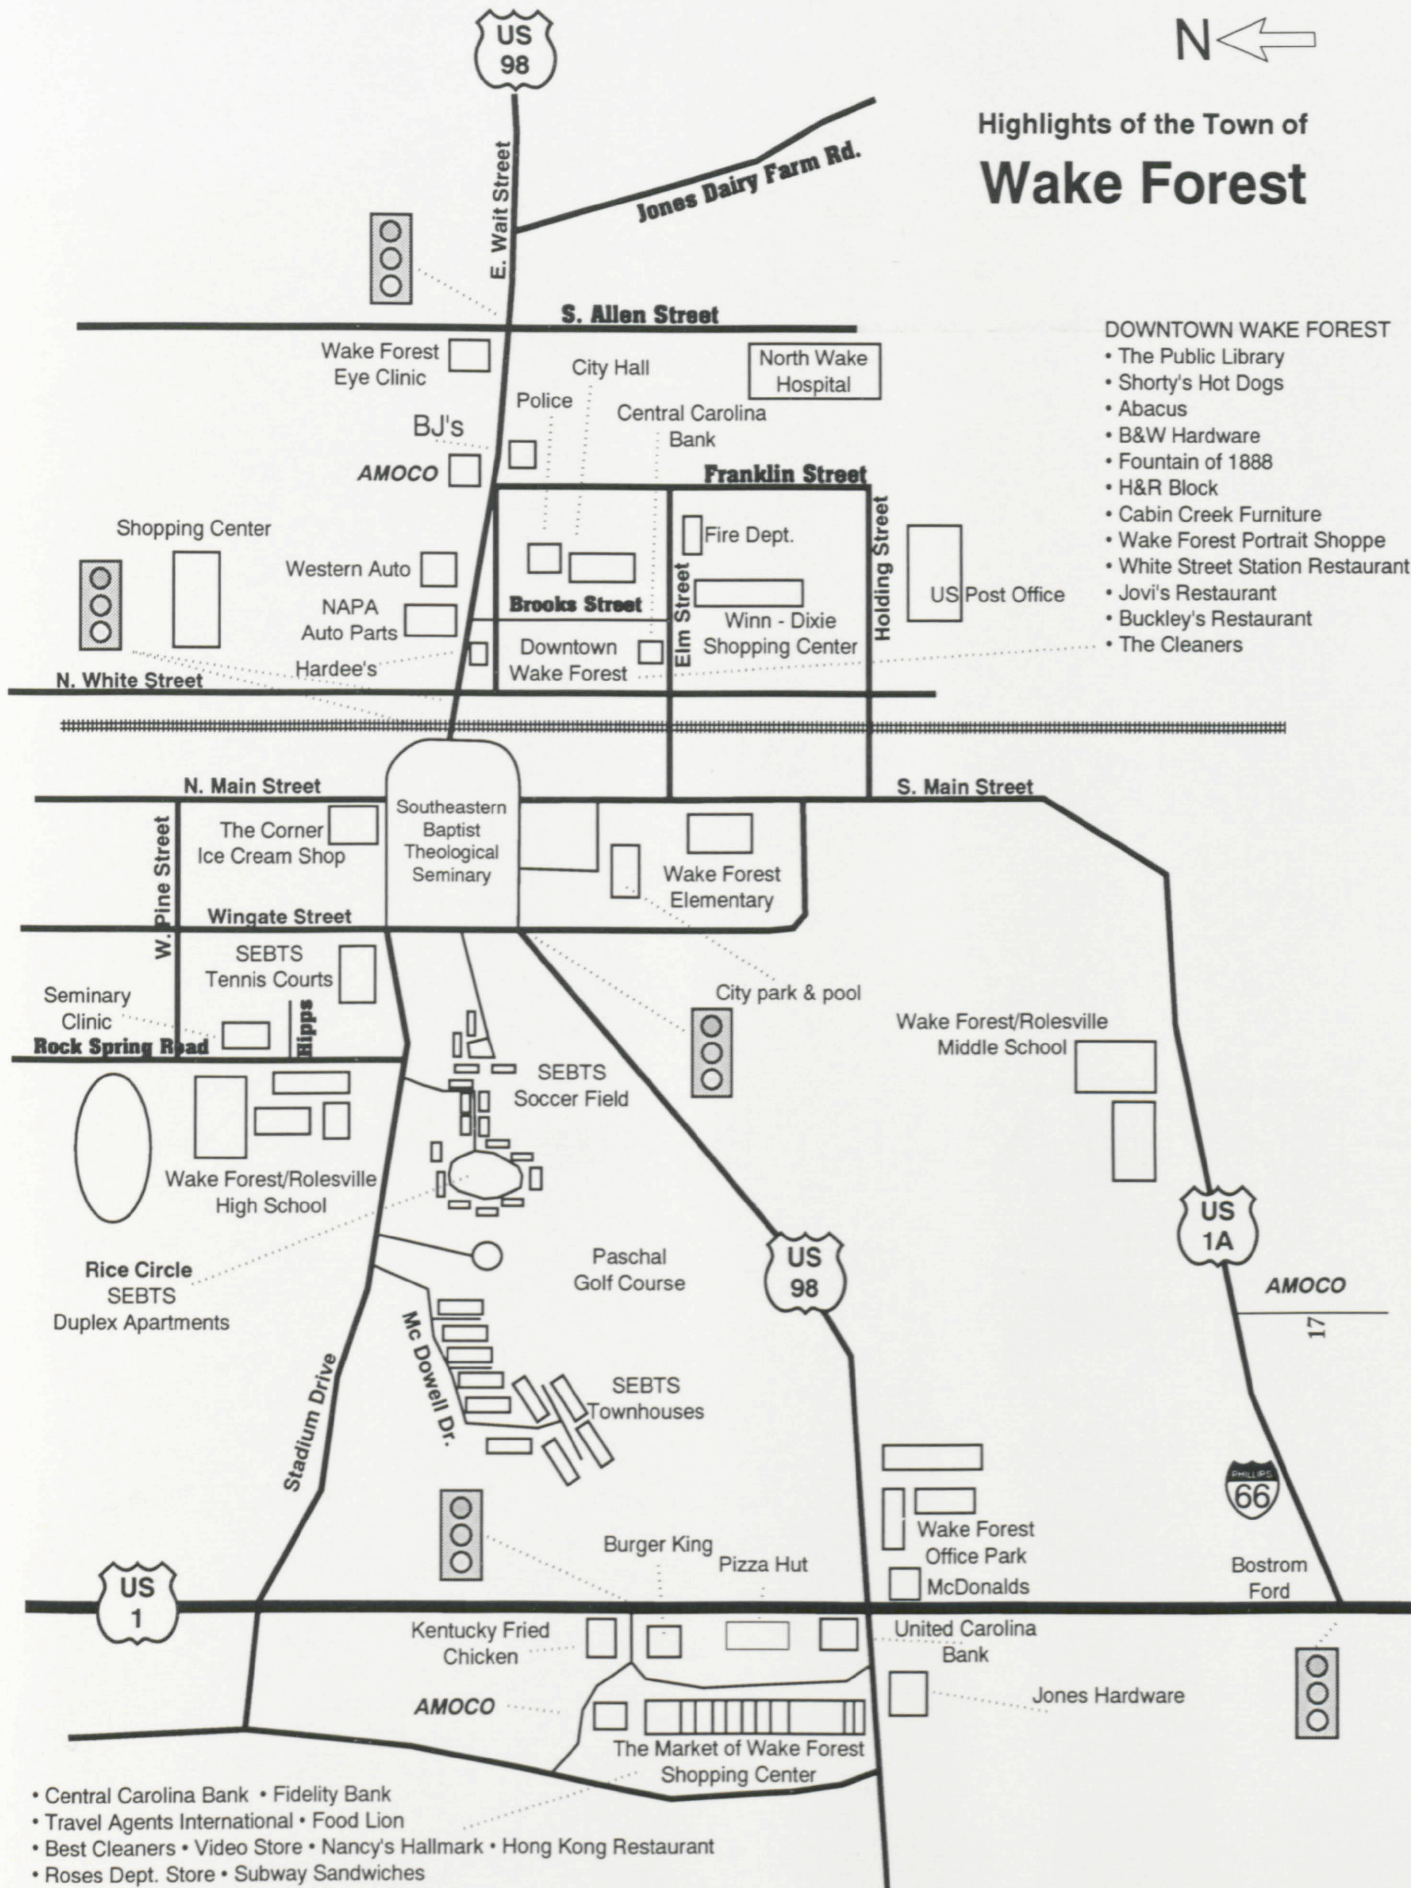 US
98
N
Highlights of the Town of
Wake Forest
E. Wait Street
Jones Dairy Farm Rd.
S. Allen Street
Wake Forest
Eye Clinic
City Hall
North Wake
Hospital
Police
BJ's
Central Carolina
Bank
AMOCO
Franklin Street
DOWNTOWN WAKE FOREST
• The Public Library
• Shorty's Hot Dogs
• Abacus
• B&W Hardware
• Fountain of 1888
• H&R Block
• Cabin Creek Furniture
• Wake Forest Portrait Shoppe
• White Street Station Restaurant
• Jovi's Restaurant
• Buckley's Restaurant
• The Cleaners
Shopping Center
Western Auto
Fire Dept.
Holding Street
NAPA
Auto Parts
Brooks Street
Elm Street
Winn - Dixie
Shopping Center
US Post Office
Hardee's
Downtown
Wake Forest
N. White Street
N. Main Street
S. Main Street
W. Pine Street
The Corner
Ice Cream Shop
Southeastern
Baptist
Theological
Seminary
Wake Forest
Elementary
Wingate Street
SEBTS
Tennis Courts
City park & pool
Seminary
Clinic
Hipps
Rock Spring Road
Wake Forest/Rolesville
Middle School
SEBTS
Soccer Field
Wake Forest/Rolesville
High School
US
1A
Rice Circle
SEBTS
Duplex Apartments
Paschal
Golf Course
US
98
AMOCO
17
Mc Dowell Dr.
Stadium Drive
SEBTS
Townhouses
PHILLIPS
66
Wake Forest
Office Park
McDonalds
Burger King
Pizza Hut
Bostrom
Ford
US
1
Kentucky Fried
Chicken
United Carolina
Bank
AMOCO
Jones Hardware
The Market of Wake Forest
Shopping Center
• Central Carolina Bank • Fidelity Bank
• Travel Agents International • Food Lion
• Best Cleaners • Video Store • Nancy's Hallmark • Hong Kong Restaurant
• Roses Dept. Store • Subway Sandwiches